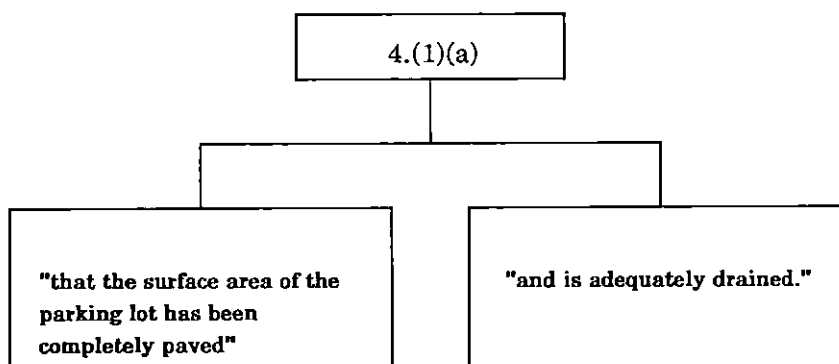 4.(1)(a)
"that the surface area of the
parking lot has been
completely paved"
"and is adequately drained."